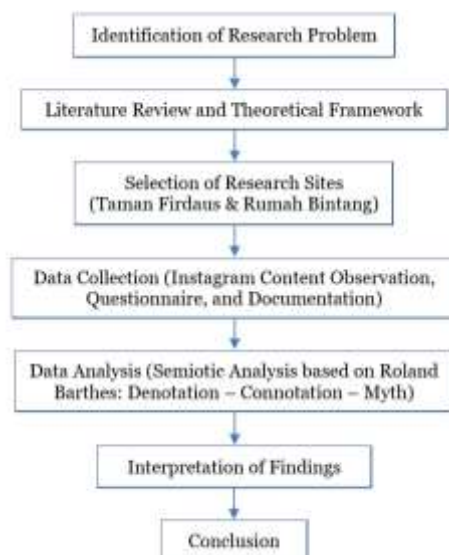 Identification of Research Problem
Literature Review and Theoretical Framework
Selection of Research Sites
(Taman Firdaus & Rumah Bintang)
Data Collection (Instagram Content Observation,
Questionnaire, and Documentation)
Data Analysis (Semiotic Analysis based on Roland
Barthes: Denotation – Connotation – Myth)
Interpretation of Findings
Conclusion